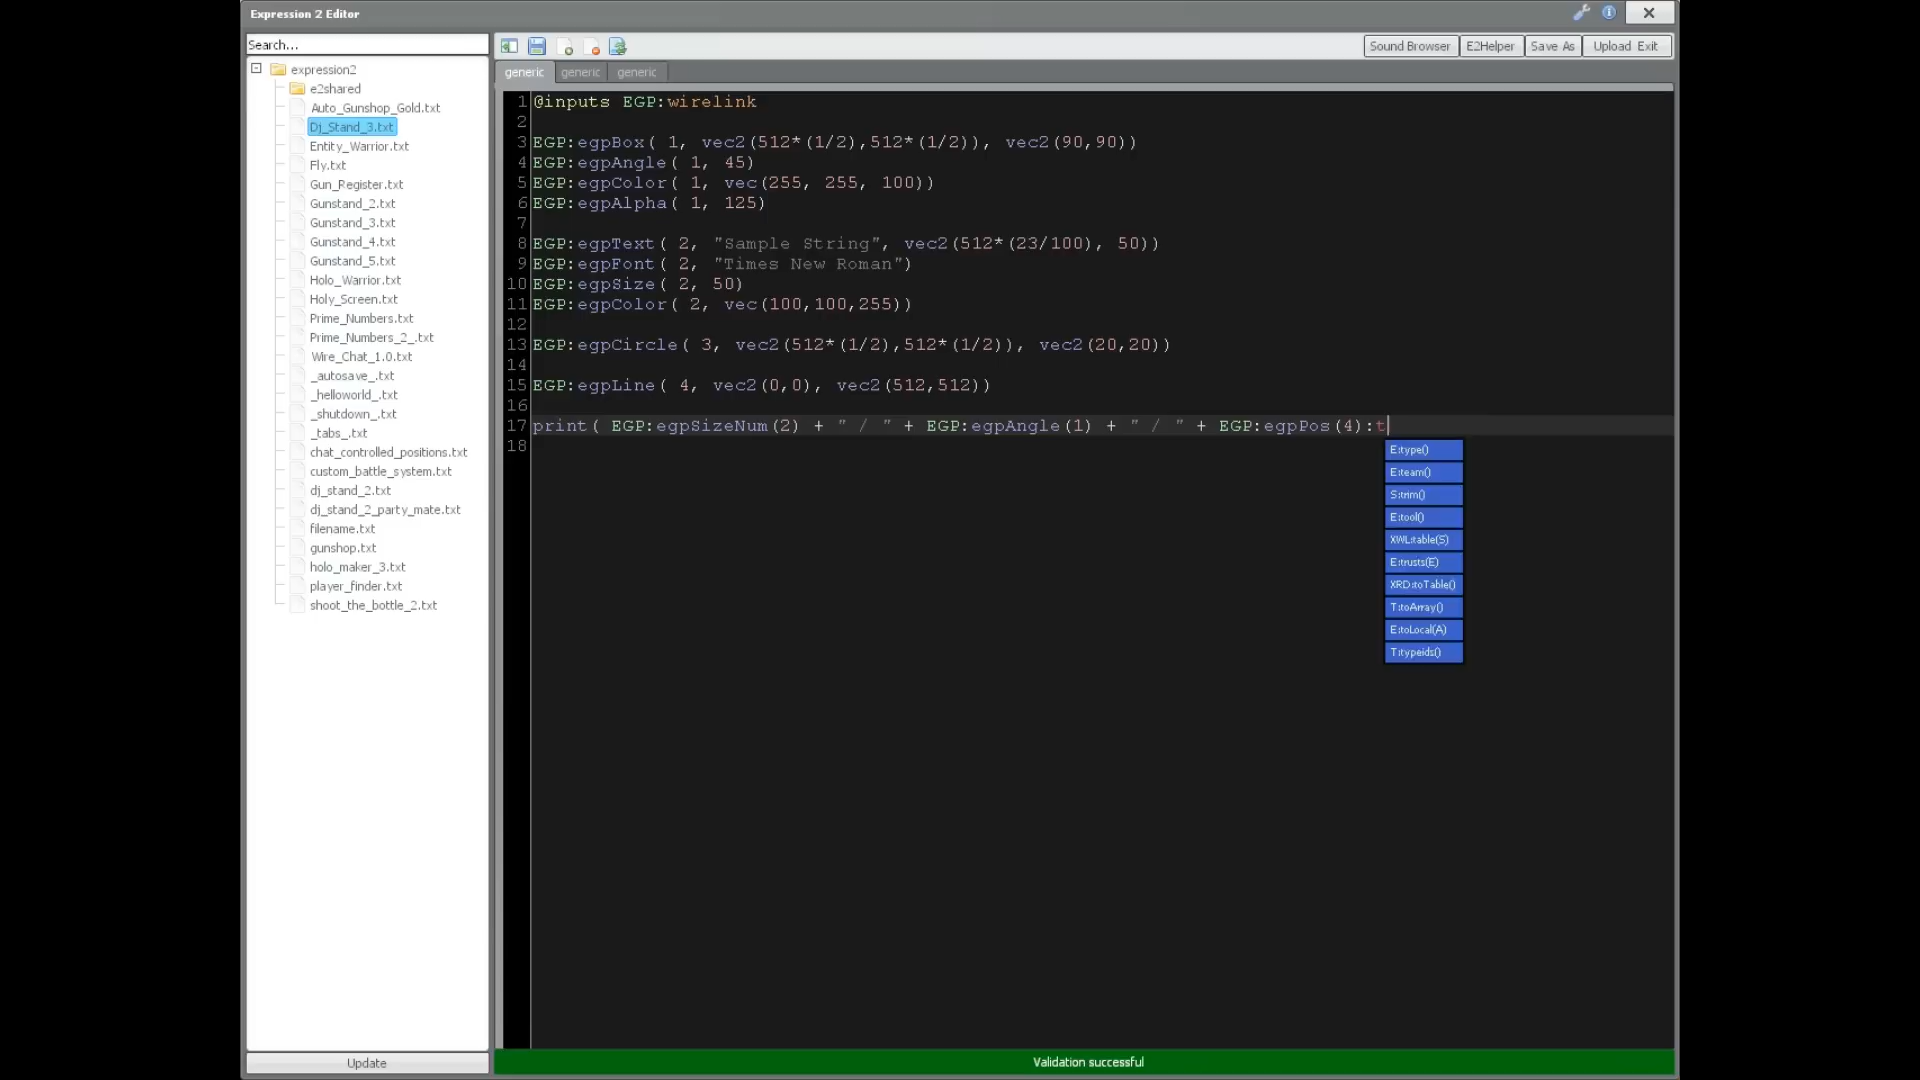 Expression 2 Editor
Search...
Sound Browser
E2Helper
Save As
Upload Exit
generic
generic
generic
expression2
e2shared
Auto_Gunshop_Gold.txt
Dj_Stand_3.txt
Entity_Warrior.txt
Fly.txt
Gun_Register.txt
Gunstand_2.txt
Gunstand_3.txt
Gunstand_4.txt
Gunstand_5.txt
Holo_Warrior.txt
Holy_Screen.txt
Prime_Numbers.txt
Prime_Numbers_2_.txt
Wire_Chat_1.0.txt
_autosave_.txt
_helloworld_.txt
_shutdown_.txt
_tabs_.txt
chat_controlled_positions.txt
custom_battle_system.txt
dj_stand_2.txt
dj_stand_2_party_mate.txt
filename.txt
gunshop.txt
holo_maker_3.txt
player_finder.txt
shoot_the_bottle_2.txt
Update
1 @inputs EGP:wirelink
2
3 EGP:egpBox( 1, vec2(512*(1/2),512*(1/2)), vec2(90,90))
4 EGP:egpAngle( 1, 45)
5 EGP:egpColor( 1, vec(255, 255, 100))
6 EGP:egpAlpha( 1, 125)
7
8 EGP:egpText( 2, "Sample String", vec2(512*(23/100), 50))
9 EGP:egpFont( 2, "Times New Roman")
10 EGP:egpSize( 2, 50)
11 EGP:egpColor( 2, vec(100,100,255))
12
13 EGP:egpCircle( 3, vec2(512*(1/2),512*(1/2)), vec2(20,20))
14
15 EGP:egpLine( 4, vec2(0,0), vec2(512,512))
16
17 print( EGP:egpSizeNum(2) + " / " + EGP:egpAngle(1) + " / " + EGP:egpPos(4):t
18
E:type()
E:team()
S:trim()
E:tool()
XWL:table(S)
E:trusts(E)
XRD:toTable()
T:toArray()
E:toLocal(A)
T:typeids()
Validation successful